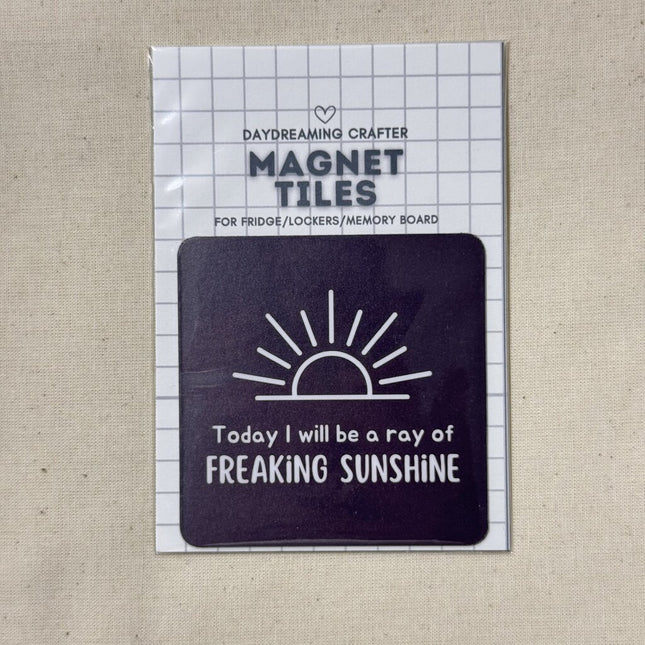 DAYDREAMING CRAFTER
MAGNET
TILES
FOR FRIDGE/LOCKERS/MEMORY BOARD
Today I will be a ray of
FREAKiNG SUNSHiNE